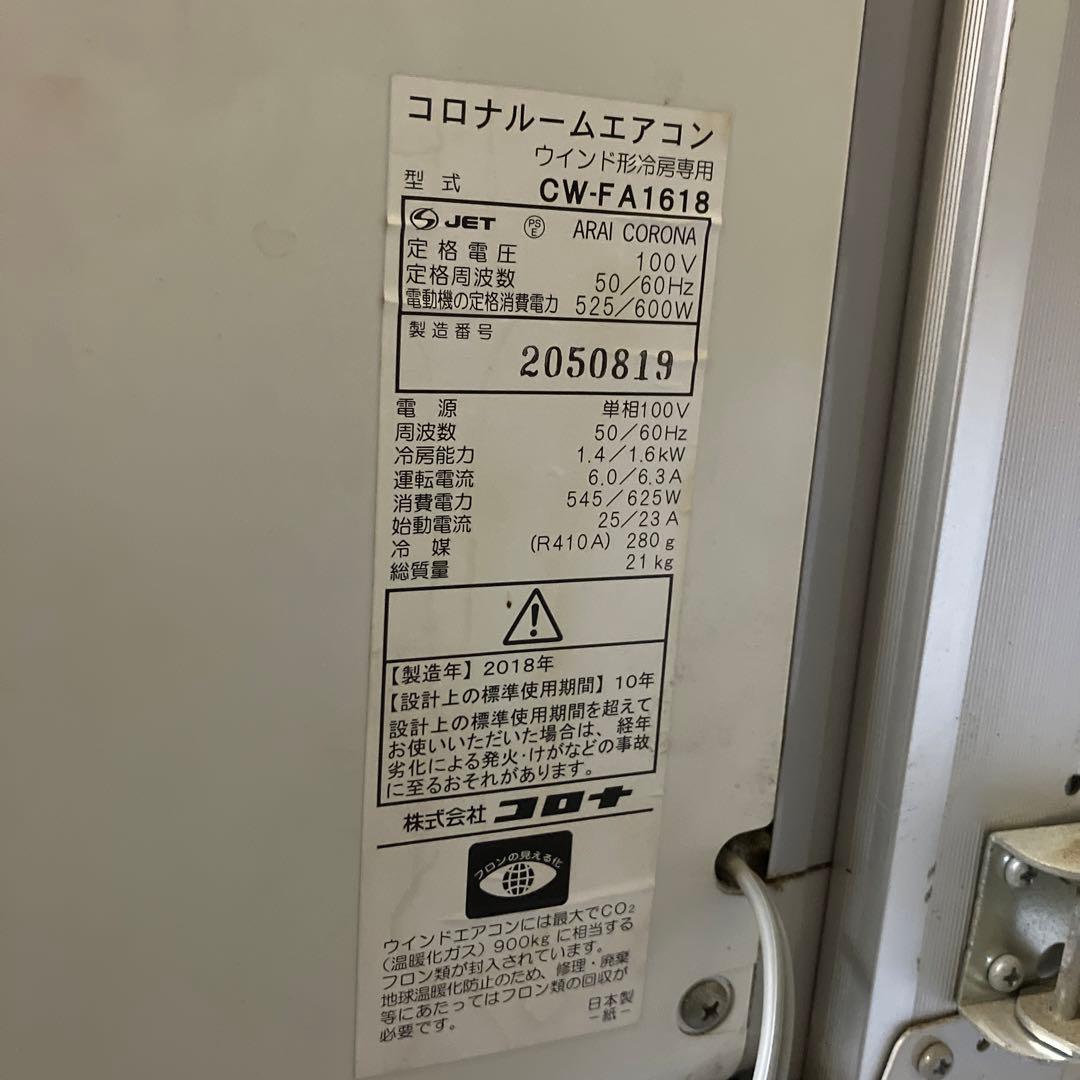 コロナルームエアコン
ウインド形冷房専用
型 式 CW-FA1618
JET PS E ARAI CORONA
定格電圧 100V
定格周波数 50/60Hz
電動機の定格消費電力 525/600W
製造番号
2050819
電 源 単相100V
周波数 50/60Hz
冷房能力 1.4/1.6kW
運転電流 6.0/6.3A
消費電力 545/625W
始動電流 25/23A
冷 媒 (R410A) 280g
総質量 21kg
【製造年】2018年
【設計上の標準使用期間】10年
設計上の標準使用期間を超えて
お使いいただいた場合は、経年
劣化による発火・けがなどの事故
に至るおそれがあります。
株式会社 コロナ
フロンの見える化
ウインドエアコンには最大でCO2
(温暖化ガス)900kgに相当する
フロン類が封入されています。
地球温暖化防止のため、修理・廃棄
等にあたってはフロン類の回収が
必要です。
日本製
-紙-